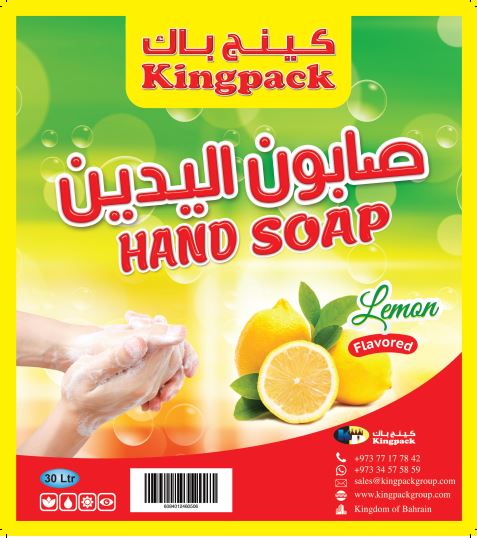 كينج باك
Kingpack
صابون اليدين
HAND SOAP
Lemon
Flavored
كينج باك
Kingpack
+973 77 17 78 42
+973 34 57 58 59
sales@kingpackgroup.com
www.kingpackgroup.com
Kingdom of Bahrain
30 Ltr
6084012460506